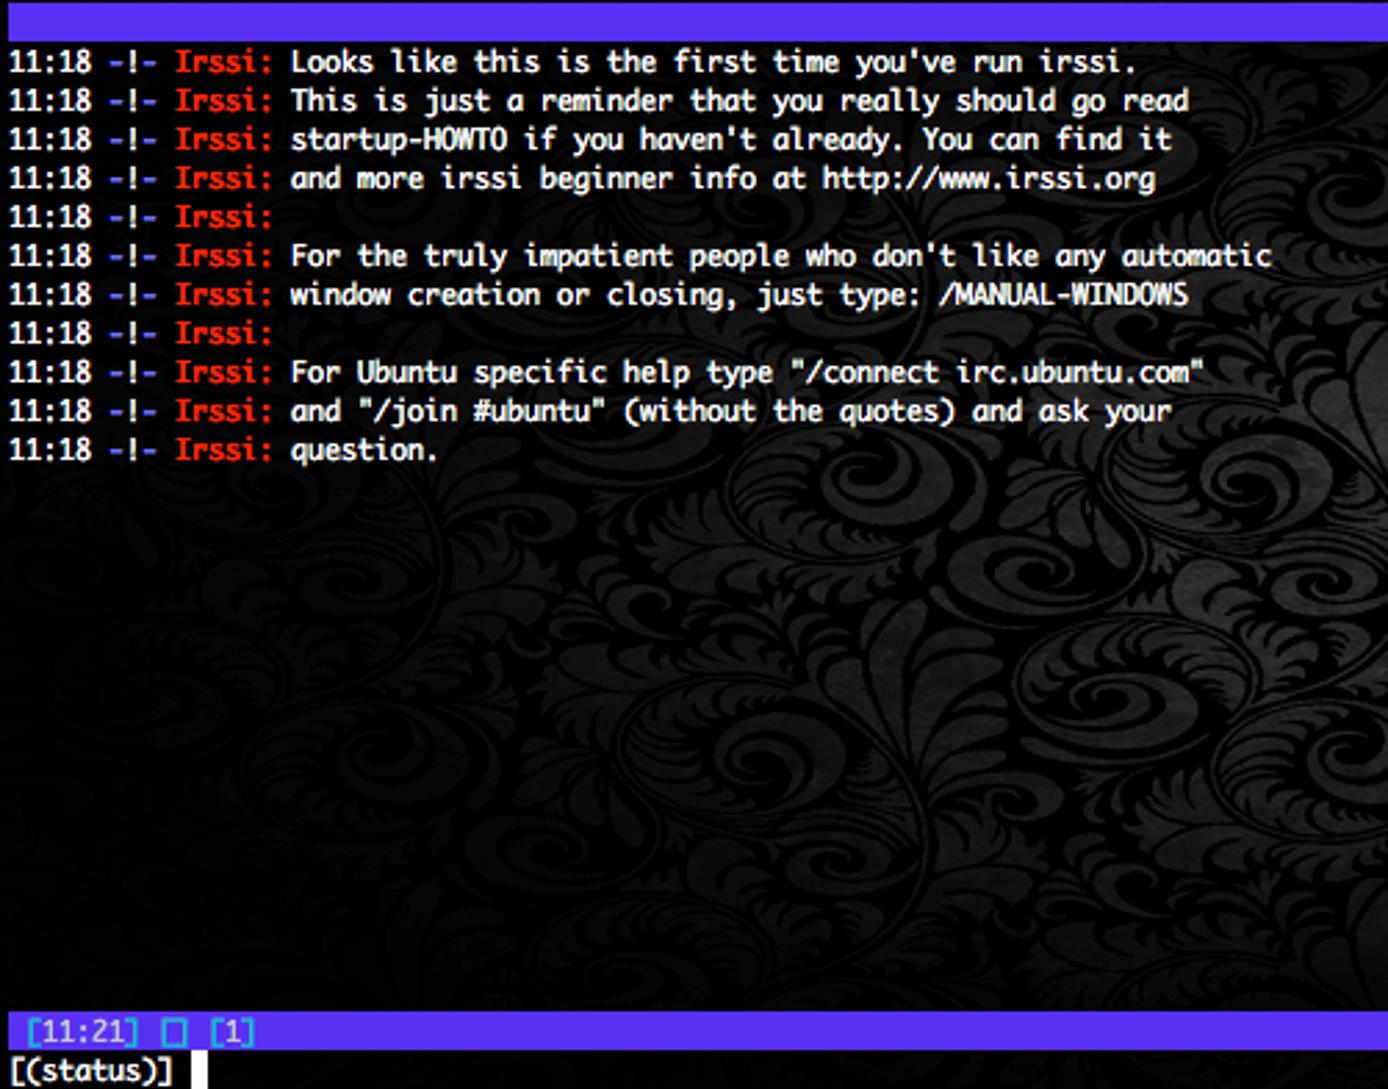 11:18 -!- Irssi: Looks like this is the first time you've run irssi.
11:18 -!- Irssi: This is just a reminder that you really should go read
11:18 -!- Irssi: startup-HOWTO if you haven't already. You can find it
11:18 -!- Irssi: and more irssi beginner info at http://www.irssi.org
11:18 -!- Irssi:
11:18 -!- Irssi: For the truly impatient people who don't like any automatic
11:18 -!- Irssi: window creation or closing, just type: /MANUAL-WINDOWS
11:18 -!- Irssi:
11:18 -!- Irssi: For Ubuntu specific help type "/connect irc.ubuntu.com"
11:18 -!- Irssi: and "/join #ubuntu" (without the quotes) and ask your
11:18 -!- Irssi: question.
[11:21] [] [1]
[(status)]